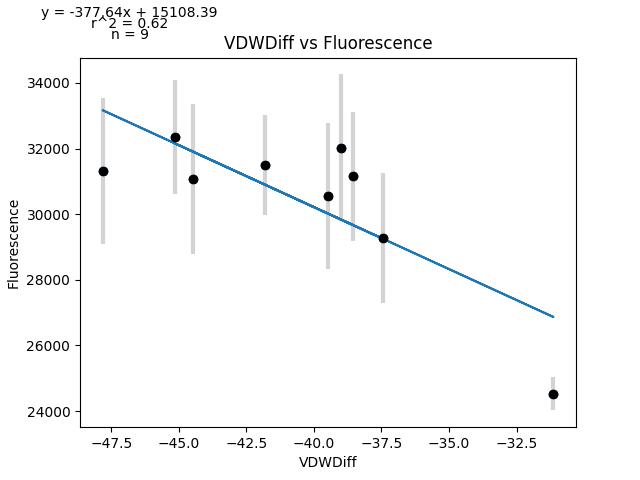 y = -377.64x + 15108.39
r^2 = 0.62
n = 9
VDWDiff vs Fluorescence
34000
32000
30000
28000
26000
24000
Fluorescence
−47.5 −45.0 −42.5 −40.0 −37.5 −35.0 −32.5
VDWDiff